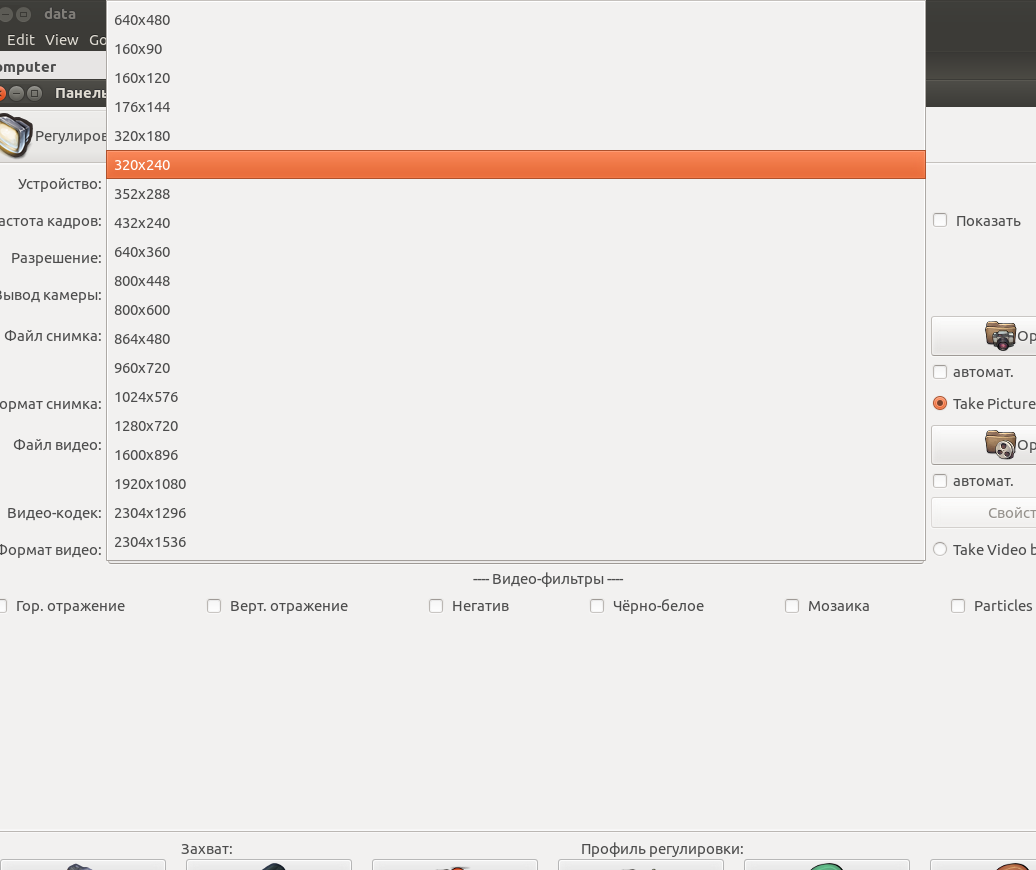 data
Edit View Go
omputer
Панель
Регулиров
640x480
160x90
160x120
176x144
320x180
320x240
352x288
432x240
640x360
800x448
800x600
864x480
960x720
1024x576
1280x720
1600x896
1920x1080
2304x1296
2304x1536
Устройство:
астота кадров:
Показать
Разрешение:
Вывод камеры:
Файл снимка:
Op
автомат.
ормат снимка:
Take Picture
Файл видео:
Op
автомат.
Видео-кодек:
Свойст
Формат видео:
Take Video b
---- Видео-фильтры ----
Гор. отражение Верт. отражение Негатив Чёрно-белое Мозаика Particles
Захват: Профиль регулировки: